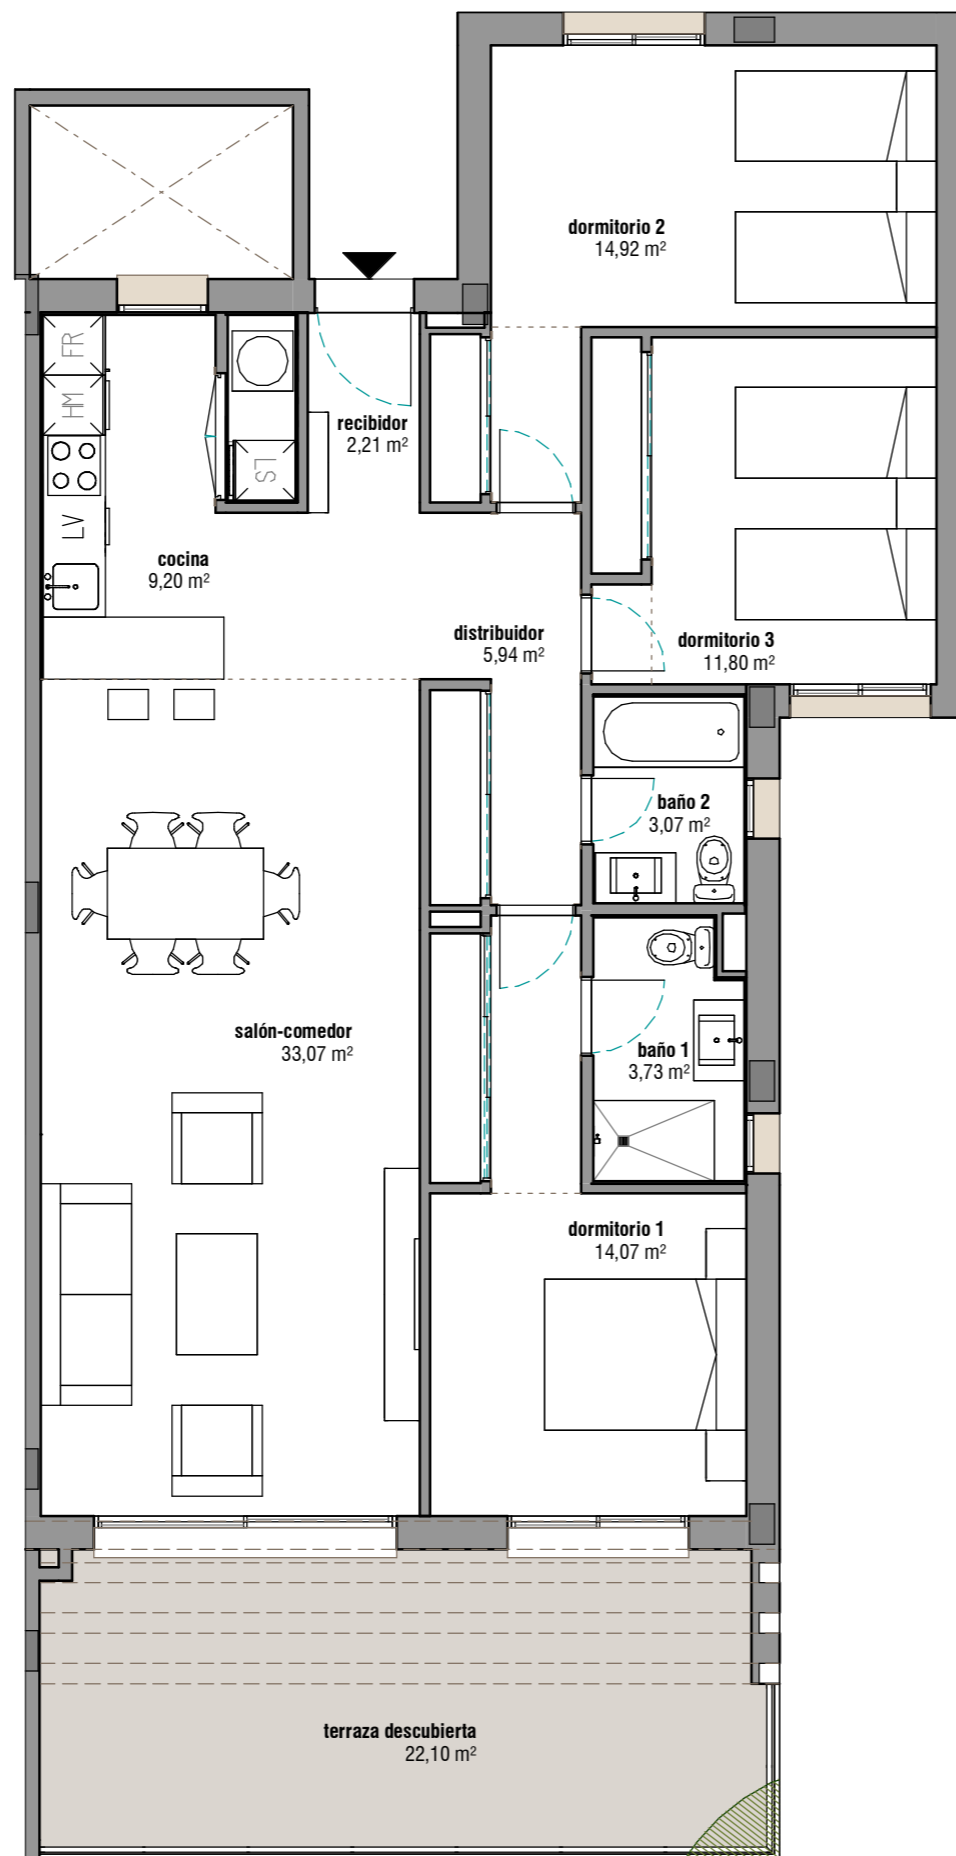 dormitorio 2
14,92 m²
FR
HM
recibidor
2,21 m²
LS
LV
cocina
9,20 m²
distribuidor
5,94 m²
dormitorio 3
11,80 m²
baño 2
3,07 m²
salón-comedor
33,07 m²
baño 1
3,73 m²
dormitorio 1
14,07 m²
terraza descubierta
22,10 m²